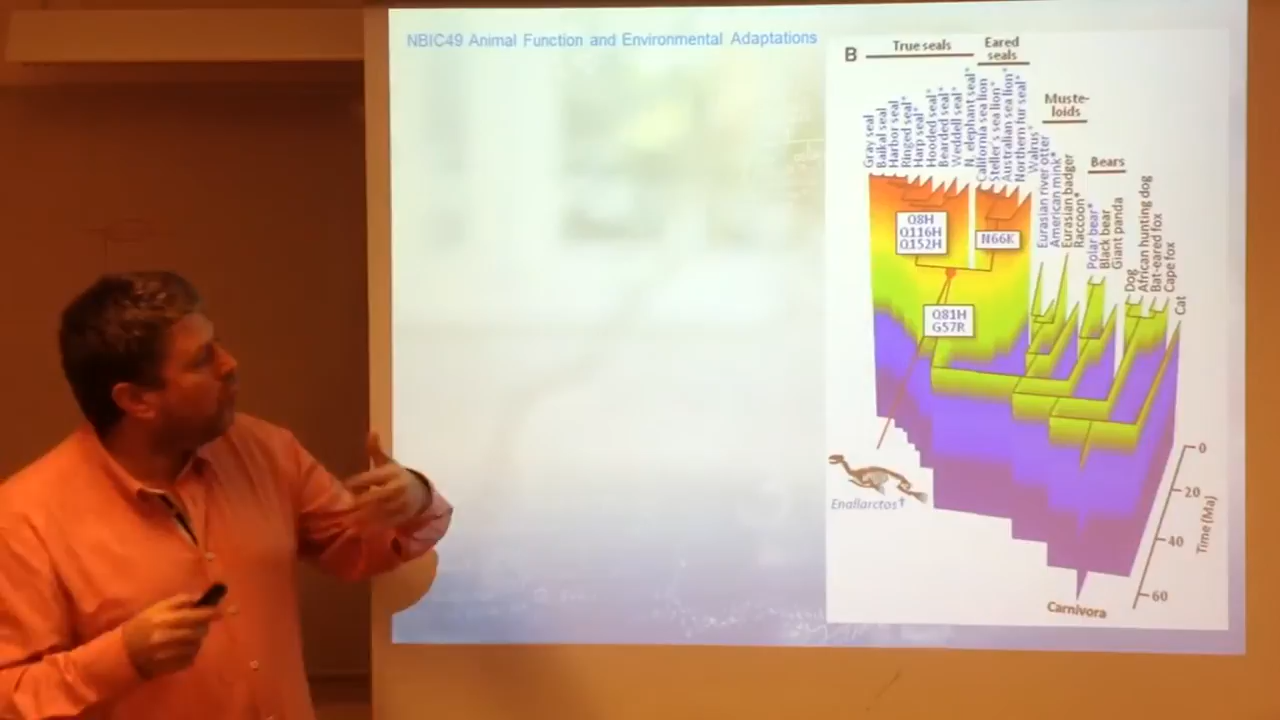 NBIC49 Animal Function and Environmental Adaptations
B
True seals
Eared
seals
Muste-
loids
Bears
Gray seal
Baikal seal
Harbor seal
Ringed seal*
Harp seal*
Hooded seal*
Bearded seal*
Weddell seal*
N. elephant seal*
California sea lion
Steller's sea lion*
Australian sea lion*
Northern fur seal*
Walrus*
Eurasian river otter
American mink*
Eurasian badger
Raccoon*
Polar bear*
Black bear
Giant panda
Dog
African hunting dog
Bat-eared fox
Cape fox
Cat
Q8H
Q116H
Q152H
N66K
Q81H
G57R
Enallarctos†
0
20
40
60
Time (Ma)
Carnivora